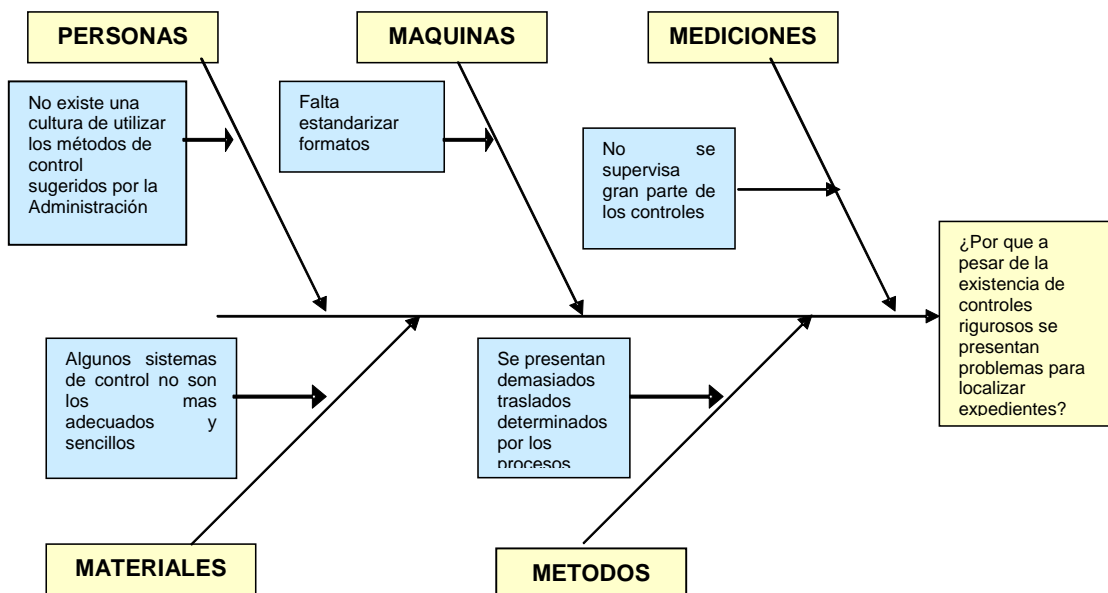 PERSONAS
MAQUINAS
MEDICIONES
No existe una
cultura de utilizar
los métodos de
control
sugeridos por la
Administración
Falta
estandarizar
formatos
No se
supervisa
gran parte de
los controles
¿Por que a
pesar de la
existencia de
controles
rigurosos se
presentan
problemas para
localizar
expedientes?
Algunos sistemas
de control no son
los mas
adecuados y
sencillos
Se presentan
demasiados
traslados
determinados
por los
procesos
MATERIALES
METODOS